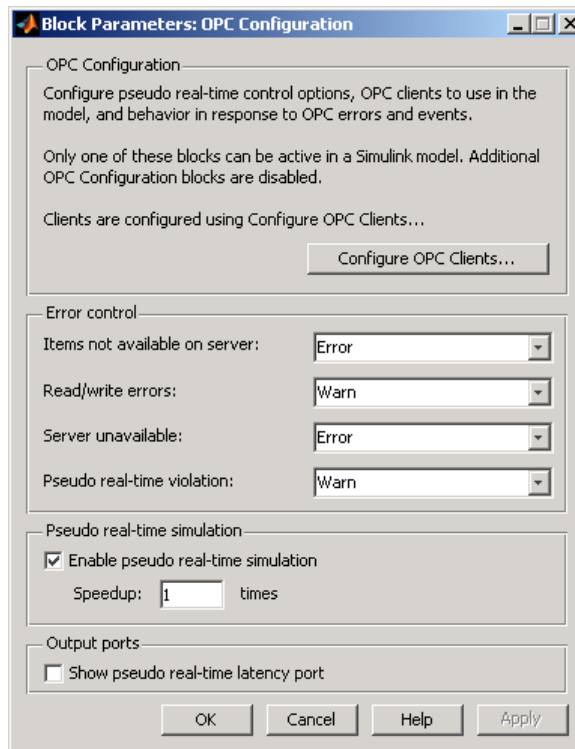 Block Parameters: OPC Configuration
OPC Configuration
Configure pseudo real-time control options, OPC clients to use in the
model, and behavior in response to OPC errors and events.
Only one of these blocks can be active in a Simulink model. Additional
OPC Configuration blocks are disabled.
Clients are configured using Configure OPC Clients...
Configure OPC Clients...
Error control
Items not available on server: Error
Read/write errors: Warn
Server unavailable: Error
Pseudo real-time violation: Warn
Pseudo real-time simulation
Enable pseudo real-time simulation
Speedup: 1 times
Output ports
Show pseudo real-time latency port
OK Cancel Help Apply